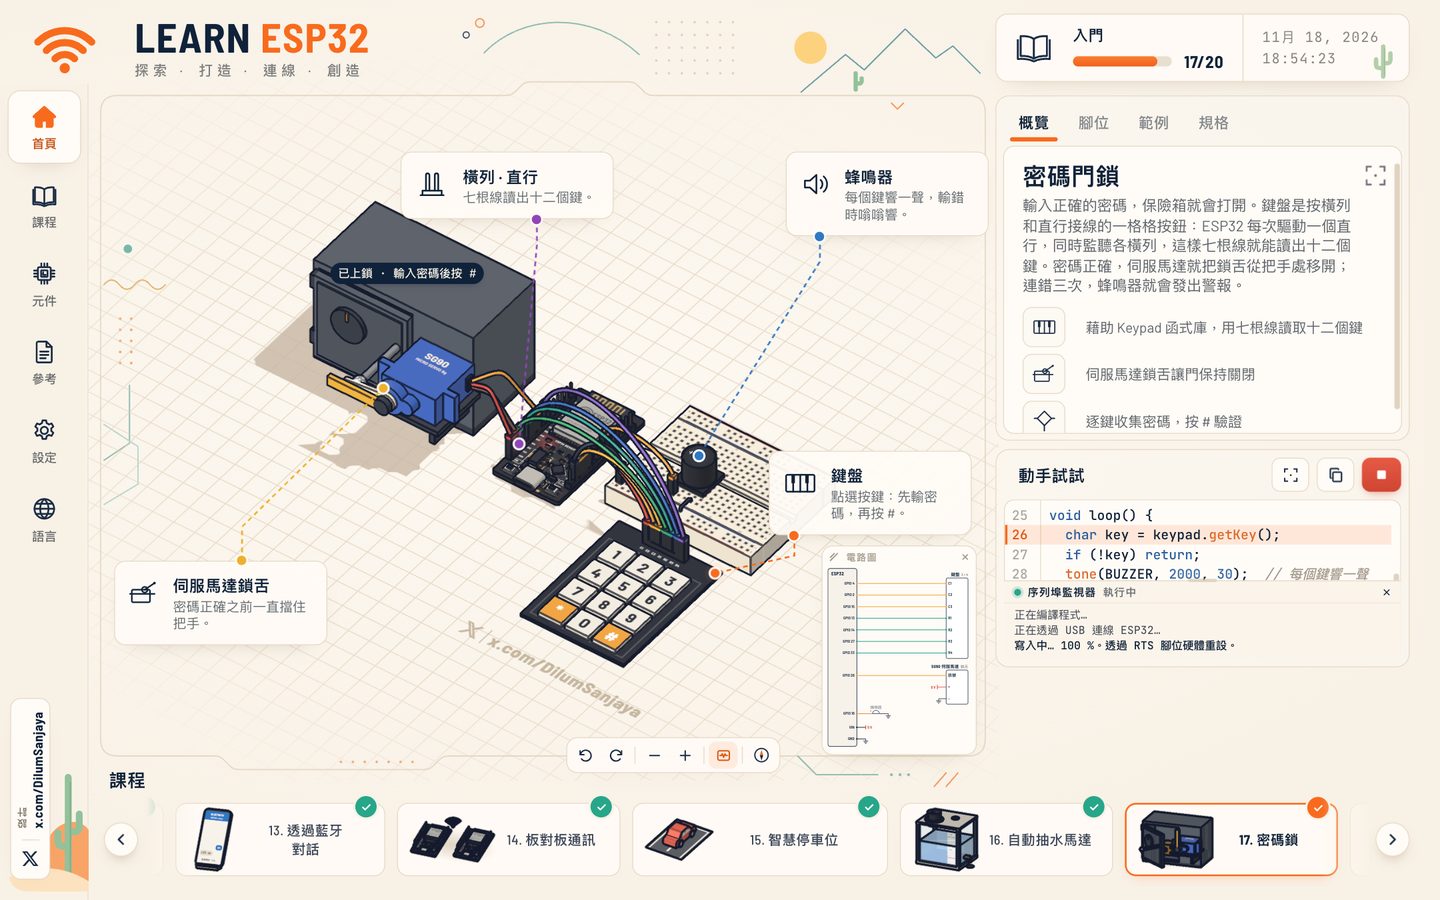 LEARN ESP32
探索 · 打造 · 連線 · 創造
入門
17/20
11月 18, 2026
18:54:23
首頁
課程
元件
參考
設定
語言
設計
x.com/DilumSanjaya
橫列 · 直行
七根線讀出十二個鍵。
蜂鳴器
每個鍵響一聲，輸錯
時嗡嗡響。
已上鎖 · 輸入密碼後按 #
SG90
鍵盤
點選按鍵：先輸密
碼，再按 #。
伺服馬達鎖舌
密碼正確之前一直擋住
把手。
1 2 3
4 5 6
7 8 9
* 0 #
x.com/DilumSanjaya
電路圖
ESP32
概覽
腳位
範例
規格
密碼門鎖
輸入正確的密碼，保險箱就會打開。鍵盤是按橫列
和直行接線的一格格按鈕：ESP32 每次驅動一個直
行，同時監聽各橫列，這樣七根線就能讀出十二個
鍵。密碼正確，伺服馬達就把鎖舌從把手處移開；
連錯三次，蜂鳴器就會發出警報。
藉助 Keypad 函式庫，用七根線讀取十二個鍵
伺服馬達鎖舌讓門保持關閉
逐鍵收集密碼，按 # 驗證
動手試試
25 void loop() {
26 char key = keypad.getKey();
27 if (!key) return;
28 tone(BUZZER, 2000, 30); // 每個鍵響一聲
序列埠監視器 執行中
正在編譯程式…
正在透過 USB 連線 ESP32…
寫入中… 100 %。透過 RTS 腳位硬體重設。
課程
13. 透過藍牙
對話
14. 板對板通訊
15. 智慧停車位
16. 自動抽水馬達
17. 密碼鎖